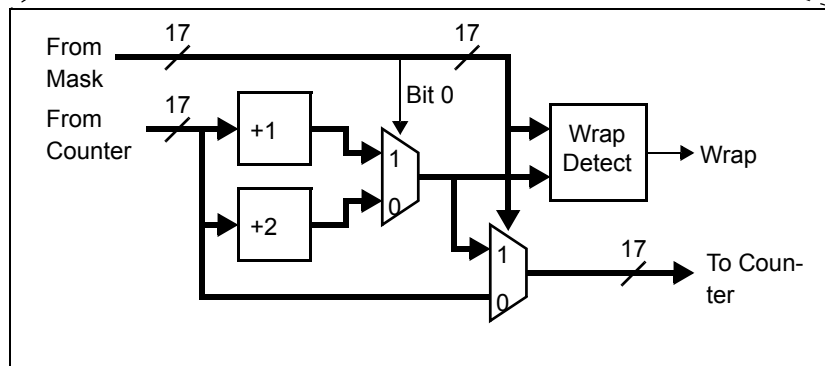 17
17
From
Mask
Bit 0
17
From
Counter
+1
1
0
+2
Wrap
Detect
Wrap
1
0
17
To Coun-
ter